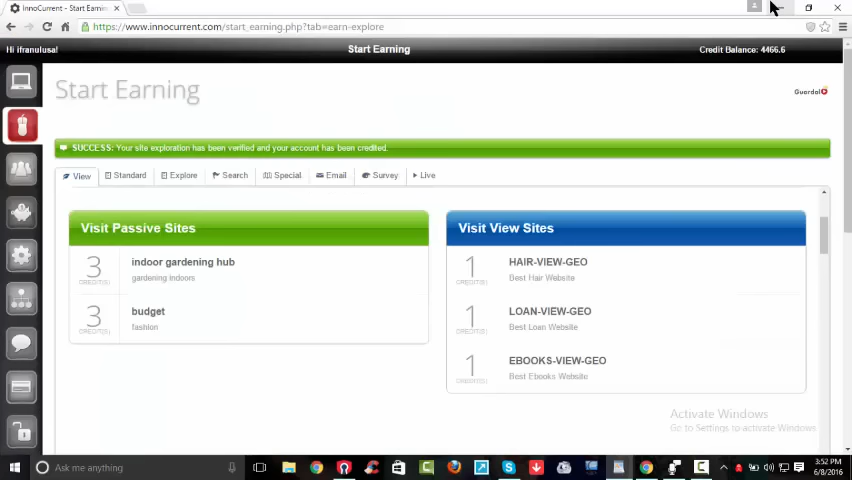 InnoCurrent - Start Earnin
https://www.innocurrent.com/start_earning.php?tab=earn-explore
Hi ifranulusa!
Start Earning
Credit Balance: 4466.6
Start Earning
Guardal
SUCCESS: Your site exploration has been verified and your account has been credited.
View
Standard
Explore
Search
Special
Email
Survey
Live
Visit Passive Sites
3
CREDIT(S)
indoor gardening hub
gardening indoors
3
CREDIT(S)
budget
fashion
Visit View Sites
1
CREDIT(S)
HAIR-VIEW-GEO
Best Hair Website
1
CREDIT(S)
LOAN-VIEW-GEO
Best Loan Website
1
CREDIT(S)
EBOOKS-VIEW-GEO
Best Ebooks Website
Activate Windows
Go to Settings to activate Windows.
Ask me anything
3:52 PM
6/8/2016